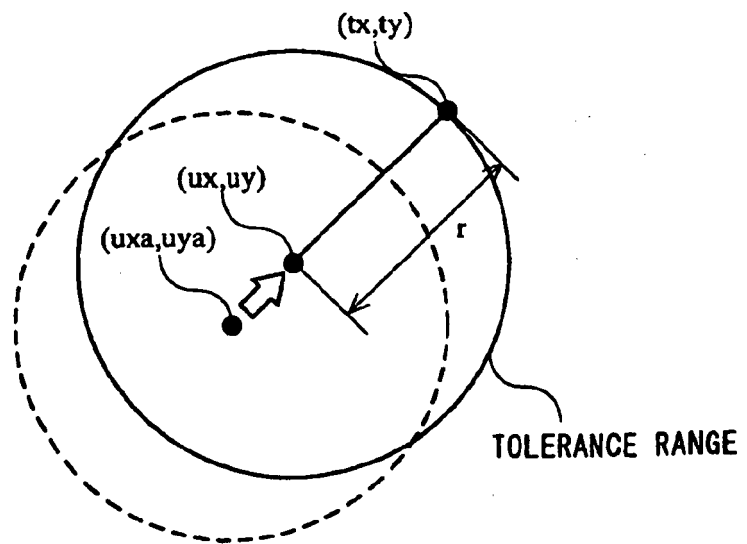 (tx,ty)
(ux,uy)
(uxa,uya)
r
TOLERANCE RANGE